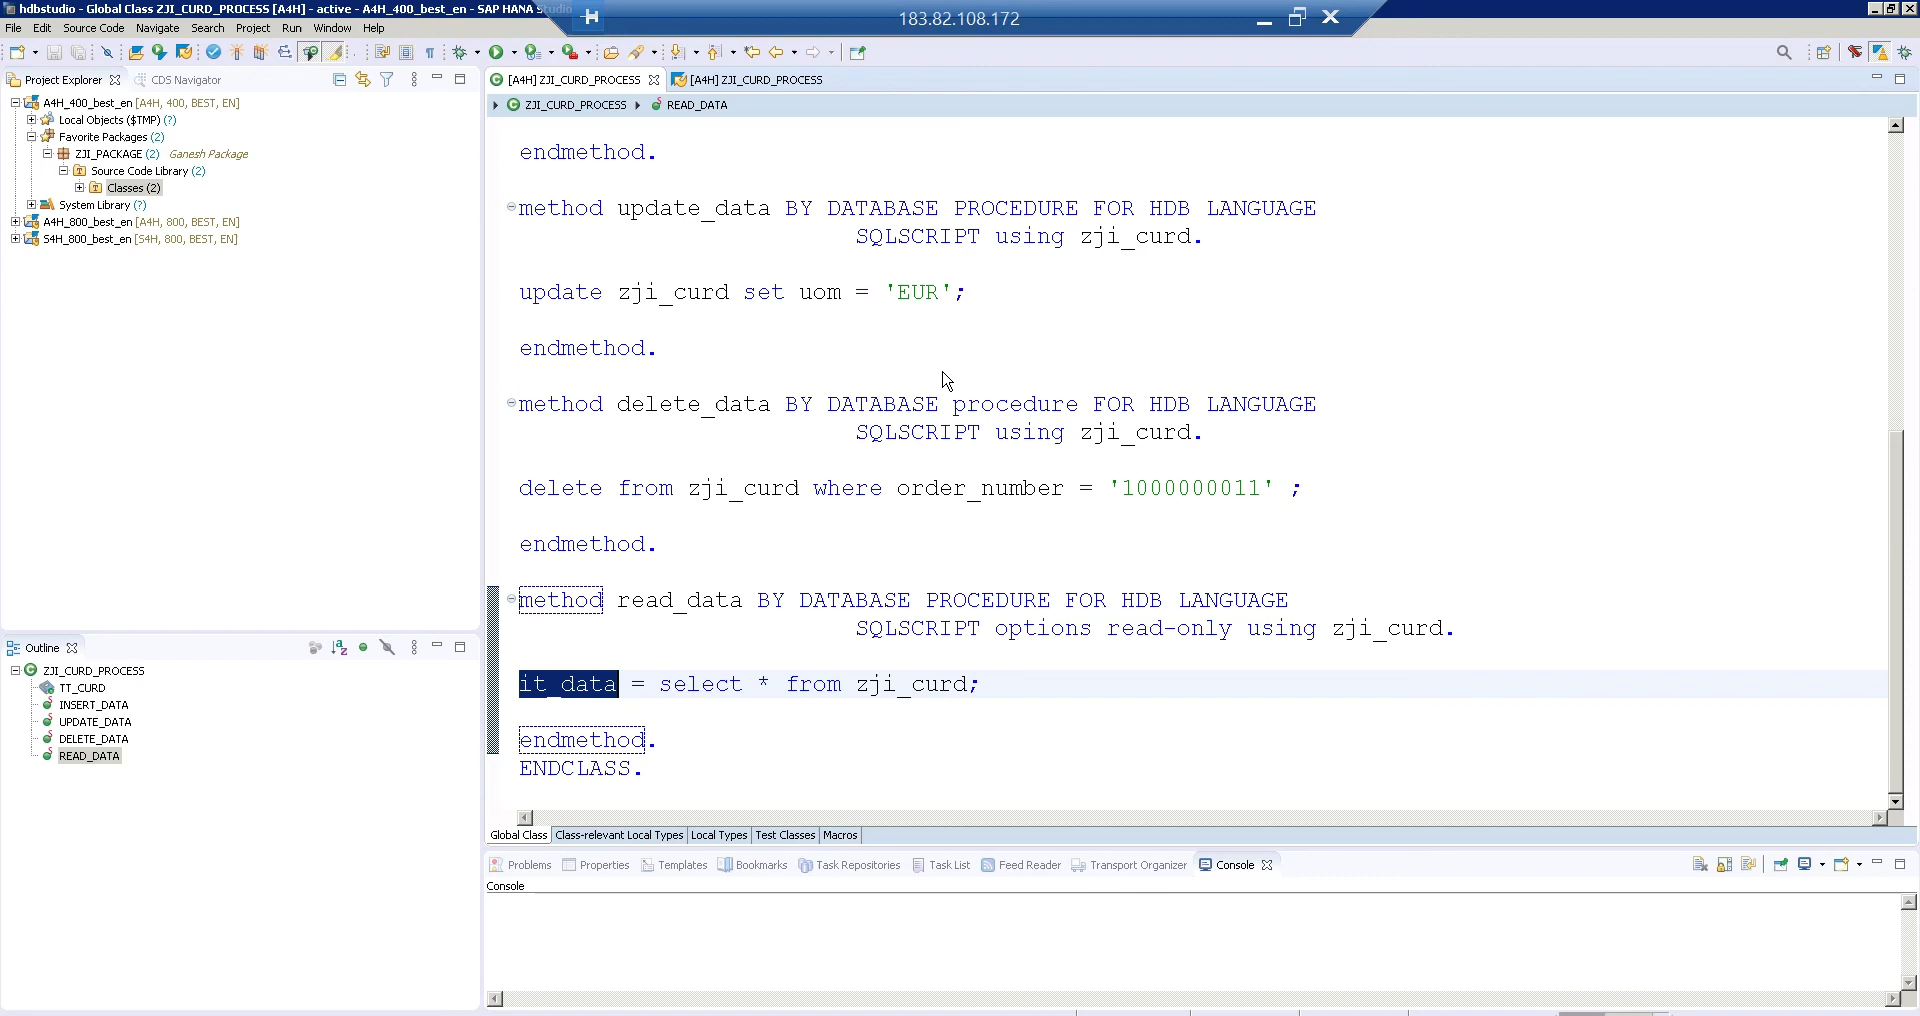 hdbstudio - Global Class ZJI_CURD_PROCESS [A4H] - active - A4H_400_best_en - SAP HANA Studio
183.82.108.172
File Edit Source Code Navigate Search Project Run Window Help
Project Explorer CDS Navigator
A4H_400_best_en [A4H, 400, BEST, EN]
Local Objects ($TMP) (?)
Favorite Packages (2)
ZJI_PACKAGE (2) Ganesh Package
Source Code Library (2)
Classes (2)
System Library (?)
A4H_800_best_en [A4H, 800, BEST, EN]
S4H_800_best_en [S4H, 800, BEST, EN]
Outline
ZJI_CURD_PROCESS
TT_CURD
INSERT_DATA
UPDATE_DATA
DELETE_DATA
READ_DATA
[A4H] ZJI_CURD_PROCESS [A4H] ZJI_CURD_PROCESS
ZJI_CURD_PROCESS READ_DATA
endmethod.
method update_data BY DATABASE PROCEDURE FOR HDB LANGUAGE
SQLSCRIPT using zji_curd.
update zji_curd set uom = 'EUR';
endmethod.
method delete_data BY DATABASE procedure FOR HDB LANGUAGE
SQLSCRIPT using zji_curd.
delete from zji_curd where order_number = '1000000011' ;
endmethod.
method read_data BY DATABASE PROCEDURE FOR HDB LANGUAGE
SQLSCRIPT options read-only using zji_curd.
it_data = select * from zji_curd;
endmethod.
ENDCLASS.
Global Class Class-relevant Local Types Local Types Test Classes Macros
Problems Properties Templates Bookmarks Task Repositories Task List Feed Reader Transport Organizer Console
Console